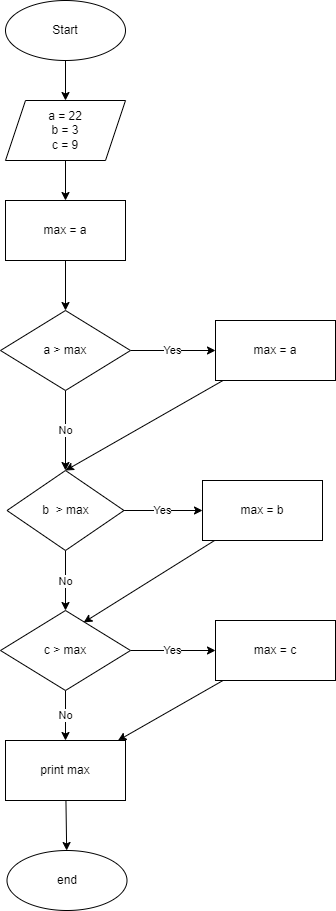 Start
a = 22
b = 3
c = 9
max = a
a > max
Yes
max = a
No
b > max
Yes
max = b
No
c > max
Yes
max = c
No
print max
end